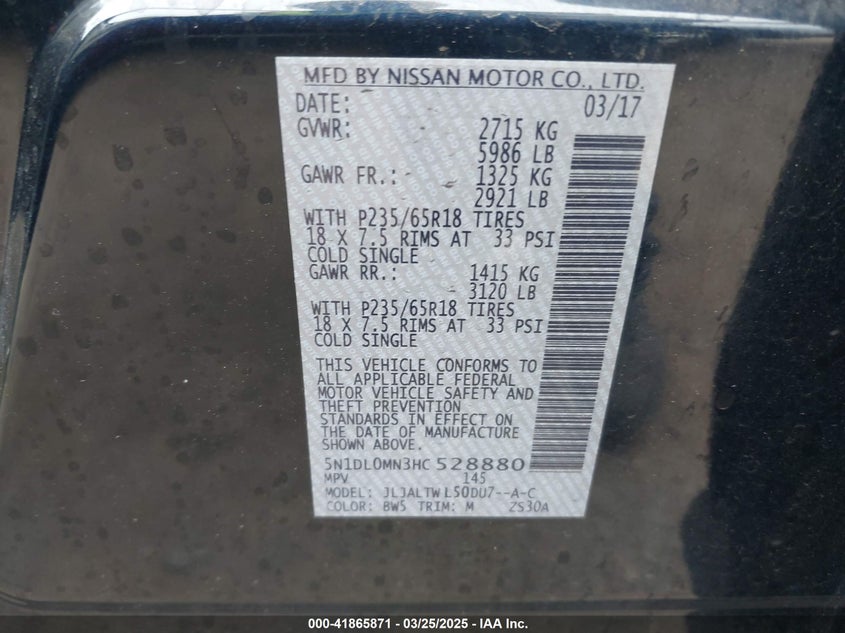 MFD BY NISSAN MOTOR CO., LTD.
DATE: 03/17
GVWR: 2715 KG
5986 LB
GAWR FR.: 1325 KG
2921 LB
WITH P235/65R18 TIRES
18 X 7.5 RIMS AT 33 PSI
COLD SINGLE
GAWR RR.: 1415 KG
3120 LB
WITH P235/65R18 TIRES
18 X 7.5 RIMS AT 33 PSI
COLD SINGLE
THIS VEHICLE CONFORMS TO
ALL APPLICABLE FEDERAL
MOTOR VEHICLE SAFETY AND
THEFT PREVENTION
STANDARDS IN EFFECT ON
THE DATE OF MANUFACTURE
SHOWN ABOVE.
5N1DL0MN3HC528880
MPV 145
MODEL: JLJALTWL50DU7--A-C
COLOR: BW5 TRIM: M ZS30A
000-41865871 - 03/25/2025 - IAA Inc.